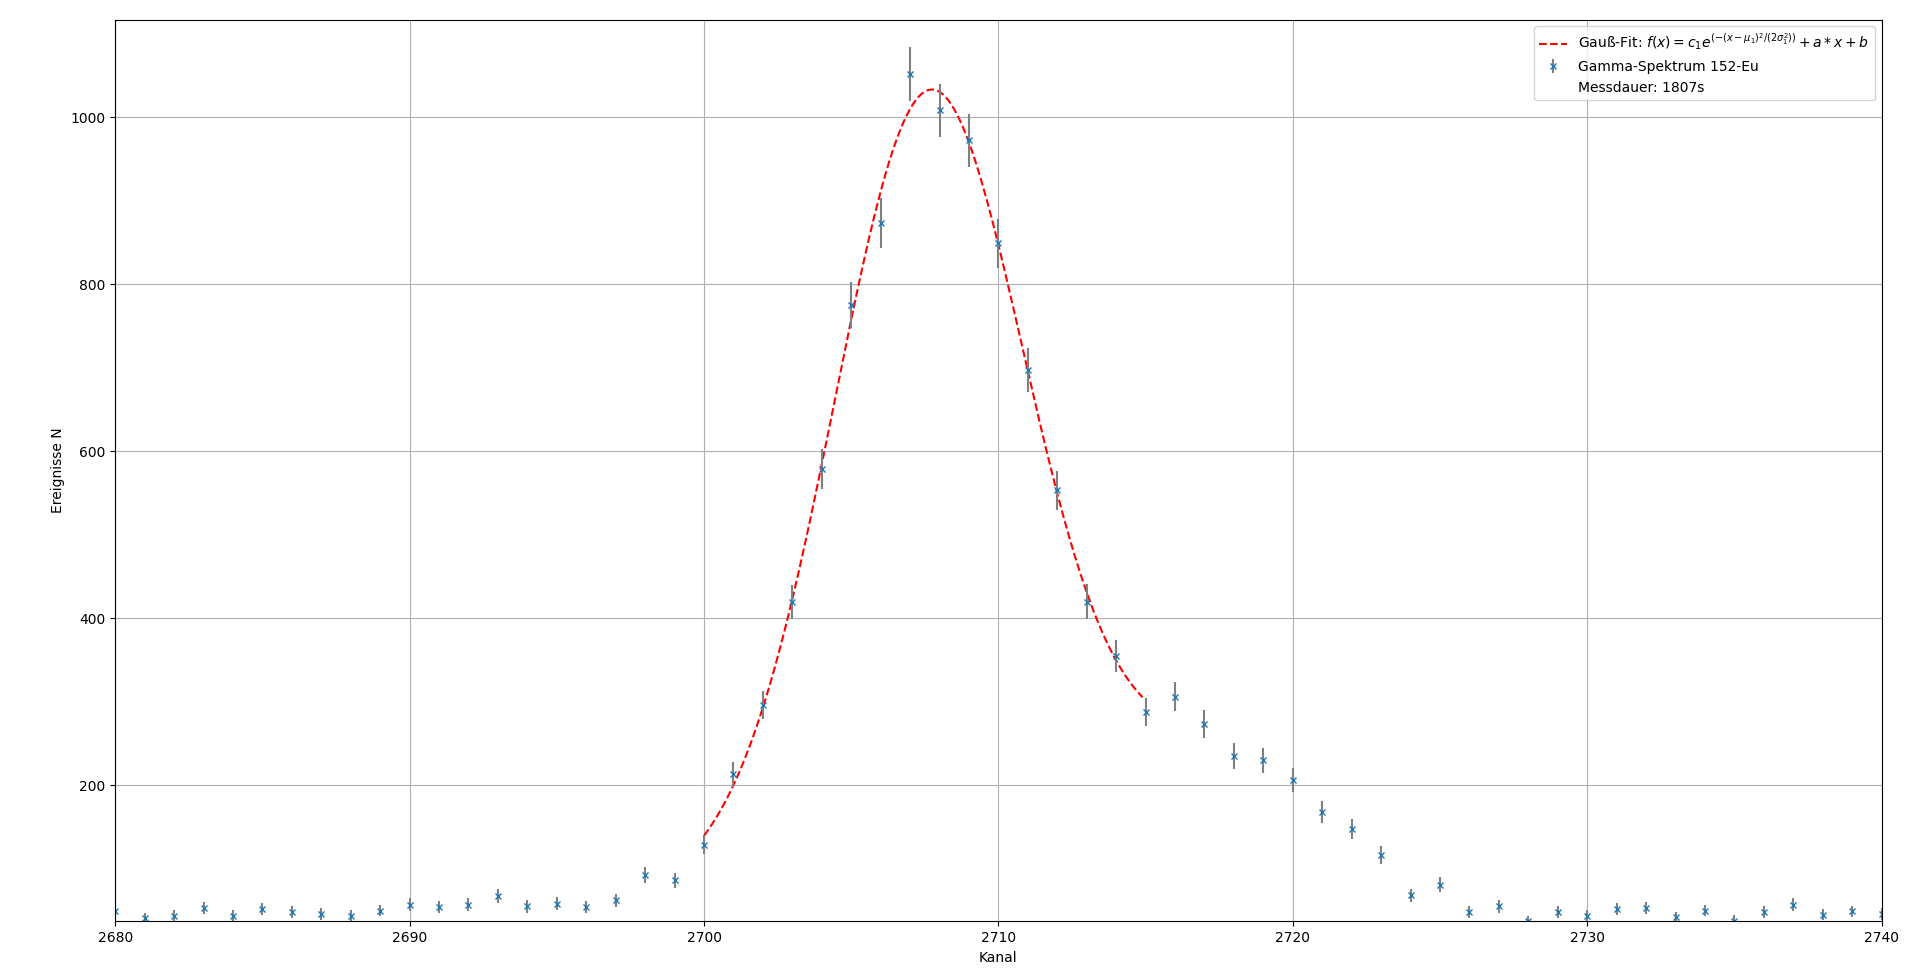 Gauß-Fit: f(x) = c₁e^(−(x−μ₁)²/(2σ₁²)) + a * x + b
Gamma-Spektrum 152-Eu
Messdauer: 1807s
1000
800
600
400
200
Ereignisse N
2680 2690 2700 2710 2720 2730 2740
Kanal